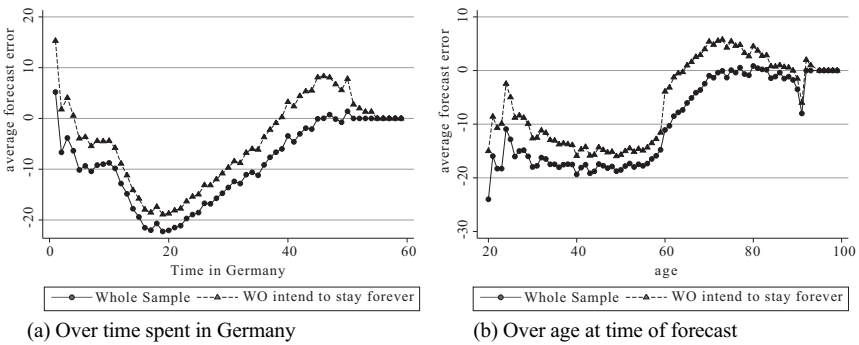 20
10
0
-10
-20
average forecast error
0
20
40
60
Time in Germany
Whole Sample
WO intend to stay forever
(a) Over time spent in Germany
10
0
-10
-20
-30
average forecast error
20
40
60
80
100
age
Whole Sample
WO intend to stay forever
(b) Over age at time of forecast